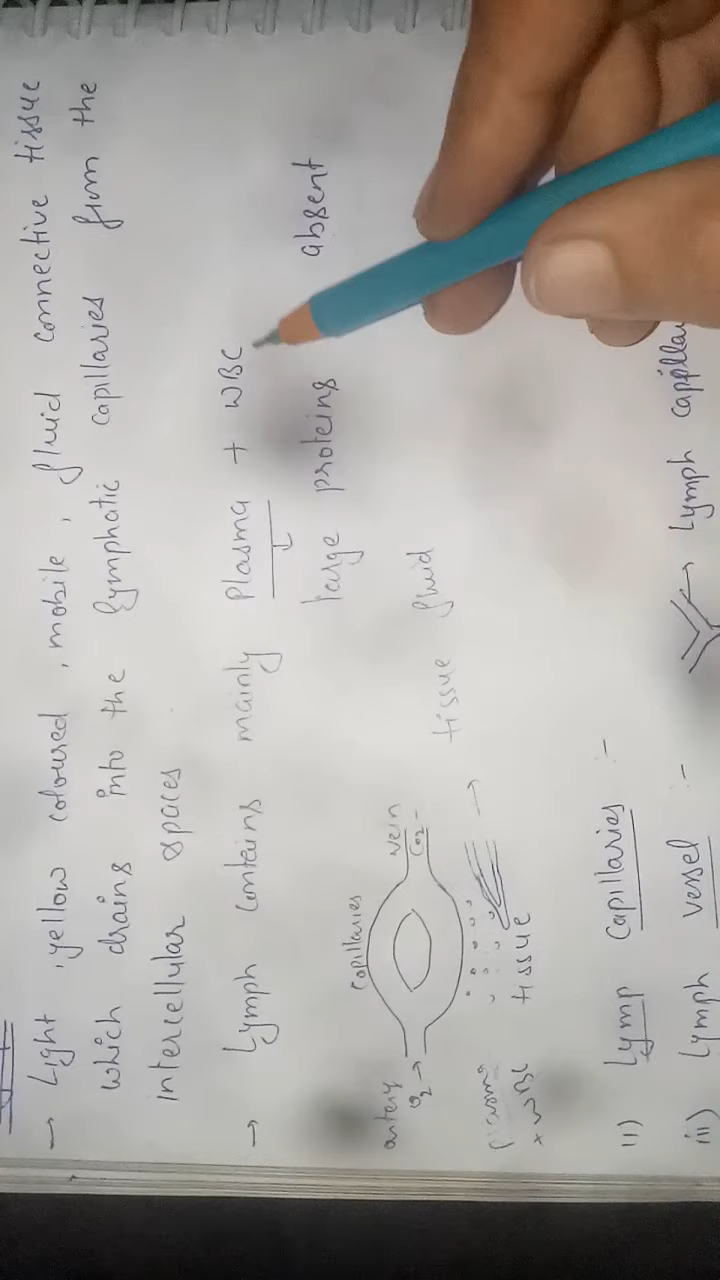 → Light, yellow coloured, mobile, fluid connective tissue
which drains into the lymphatic capillaries from the
intercellular spaces
→ Lymph contains mainly plasma + WBC
↓
large proteins absent
Capillaries
artery
O2 →
vein
CO2 -
tissue
→ tissue fluid
plasma
+ WBC
ii) Lymp Capillaries :- → Lymph
iii) Lymph vessel :-